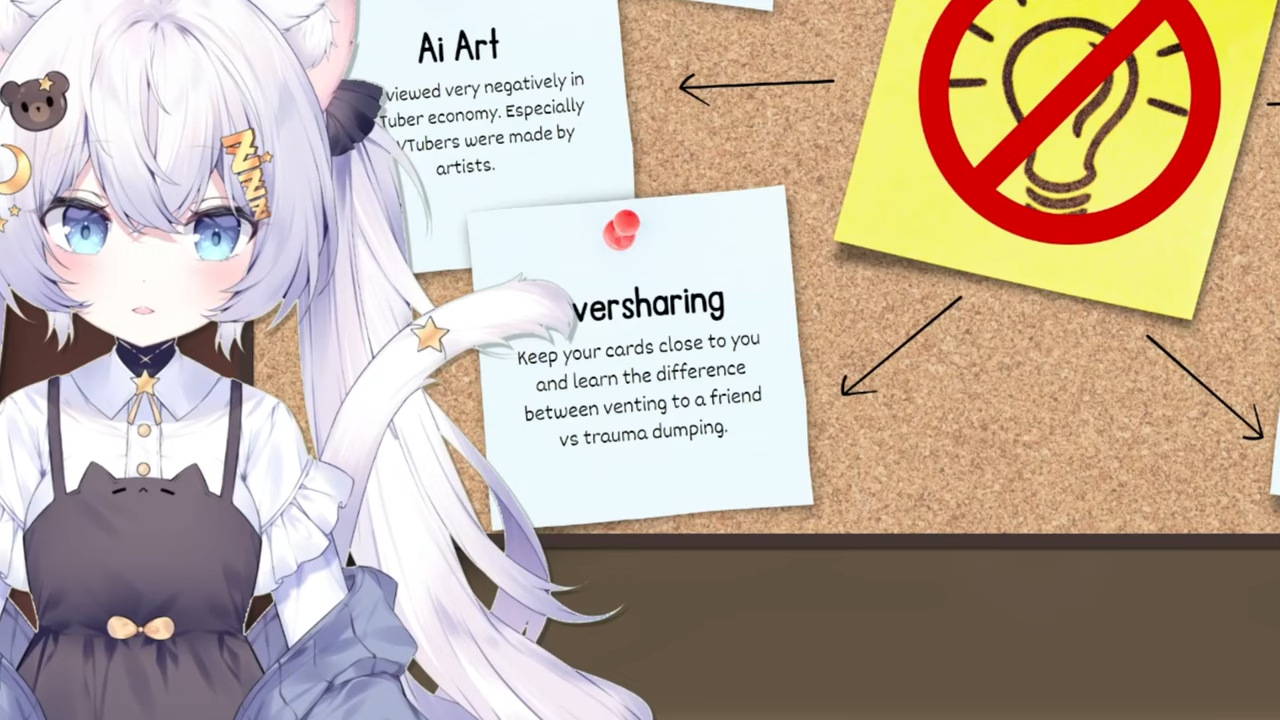 Ai Art
viewed very negatively in
Tuber economy. Especially
VTubers were made by
artists.
versharing
Keep your cards close to you
and learn the difference
between venting to a friend
vs trauma dumping.